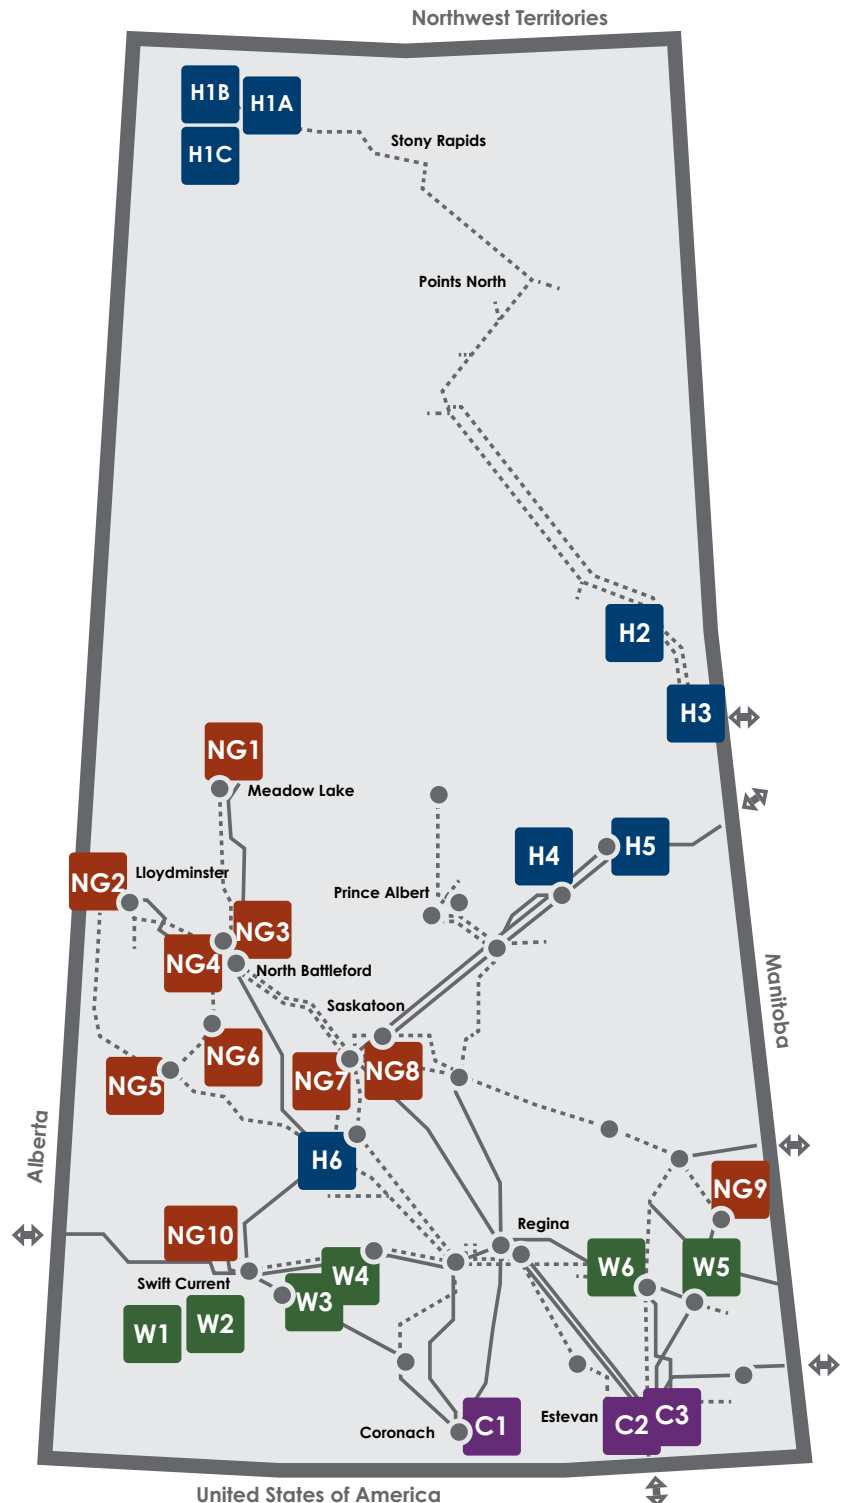 Northwest Territories
H1B
H1A
H1C
Stony Rapids
Points North
H2
H3
NG1
Meadow Lake
H4
H5
NG2
Lloydminster
Prince Albert
NG3
NG4
North Battleford
Manitoba
Saskatoon
NG6
NG7
NG8
NG5
Alberta
H6
NG9
NG10
Regina
W6
W5
Swift Current
W4
W3
W1
W2
Coronach
C1
Estevan
C2
C3
United States of America